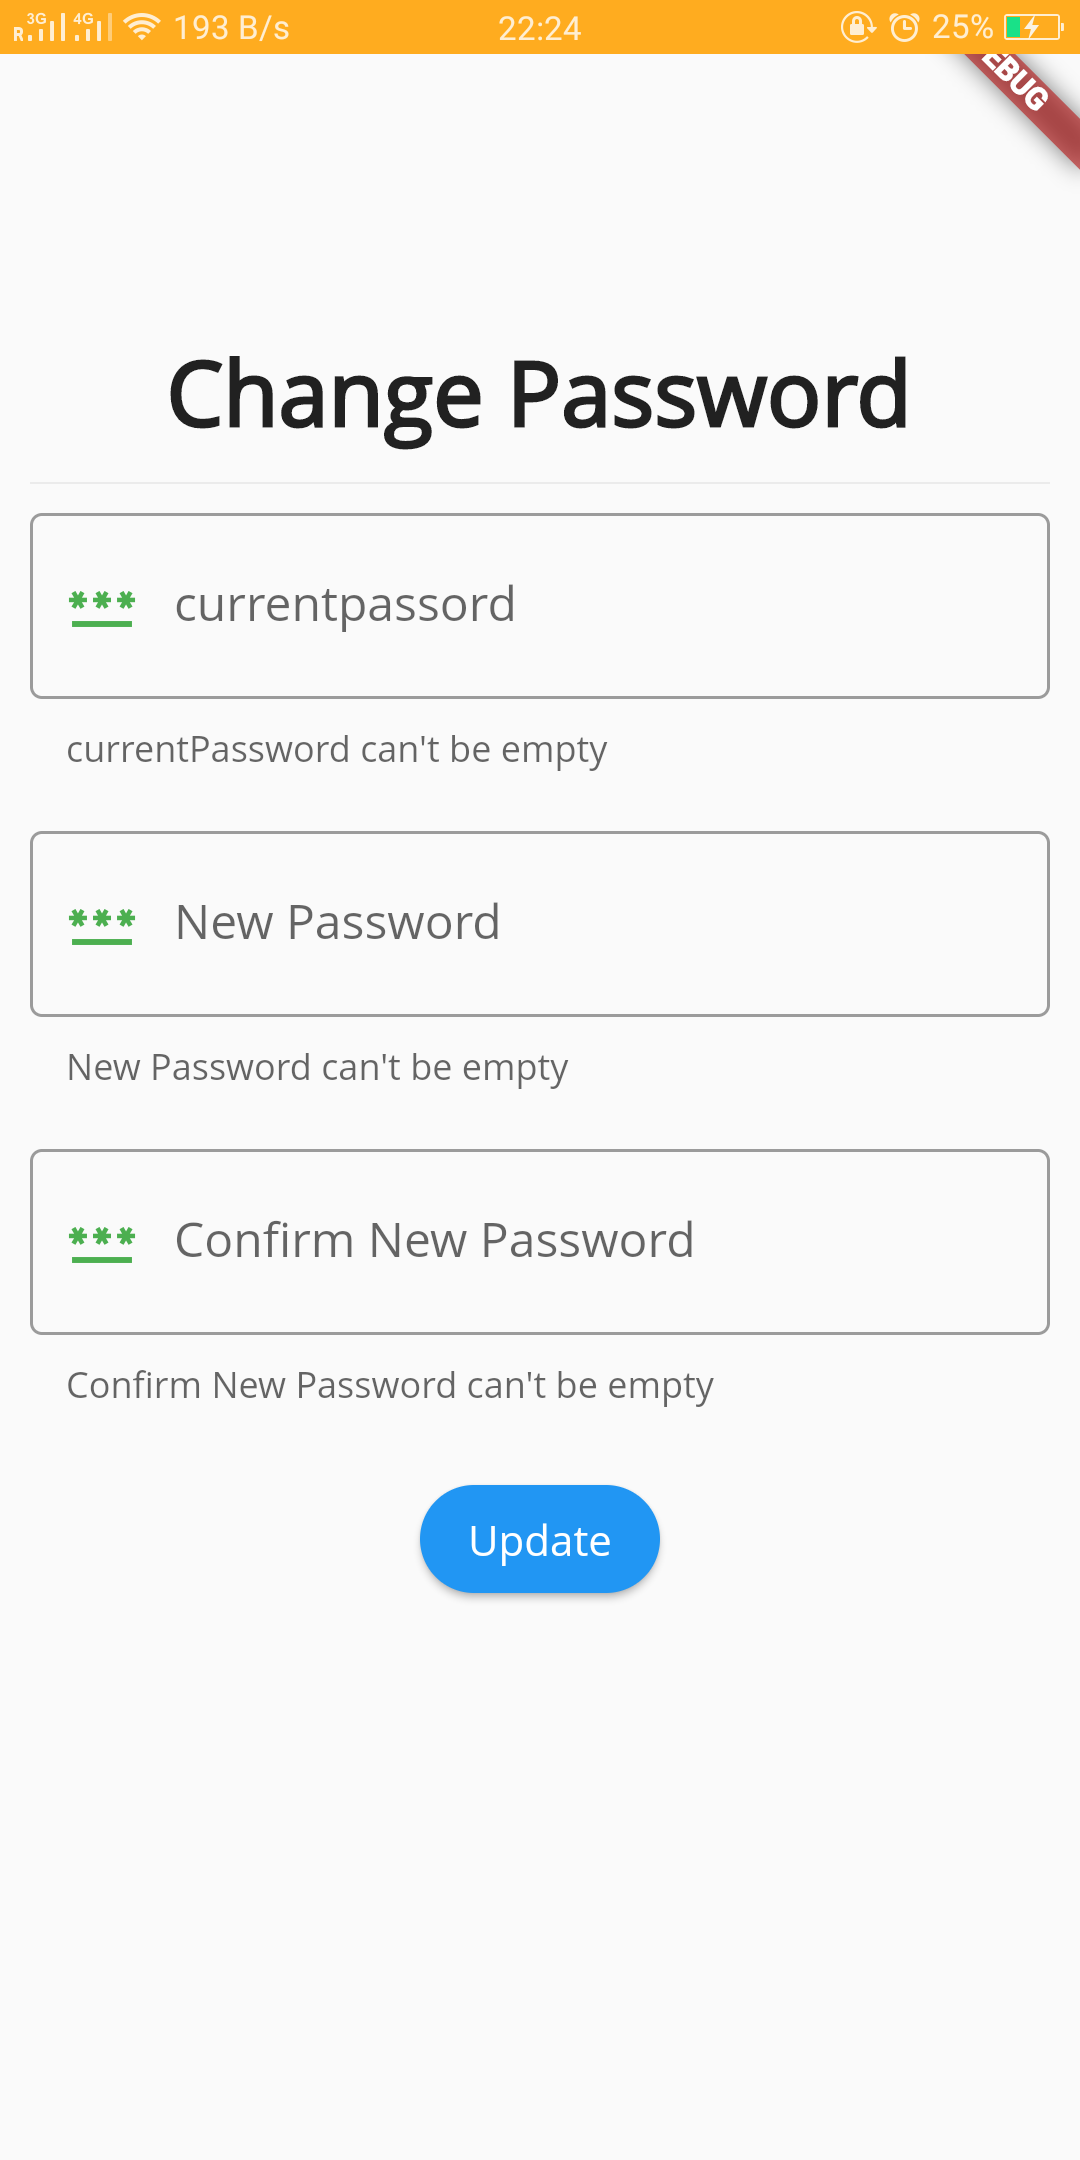 R 3G 4G 193 B/s 22:24 25%
EBUG
Change Password
*** currentpassord
currentPassword can't be empty
*** New Password
New Password can't be empty
*** Confirm New Password
Confirm New Password can't be empty
Update